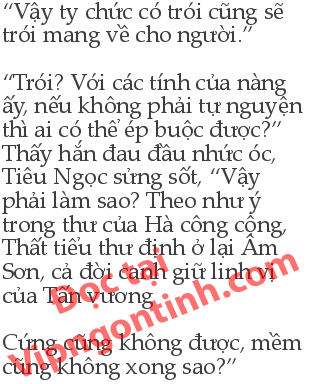 “Vậy ty chức có trói cũng sẽ
trói mang về cho người.”
“Trói? Với các tính của nàng
ấy, nếu không phải tự nguyện
thì ai có thể ép buộc được?”
Thấy hắn đau đầu nhức óc,
Tiêu Ngọc sửng sốt, “Vậy
phải làm sao? Theo như ý
trong thư của Hà công công,
Thất tiểu thư định ở lại Âm
Sơn, cả đòi canh giữ linh vị
của Tấn vương.
Cứng cũng không được, mềm
cũng không xong sao?”
Đọc tại
Vipngontinh.com